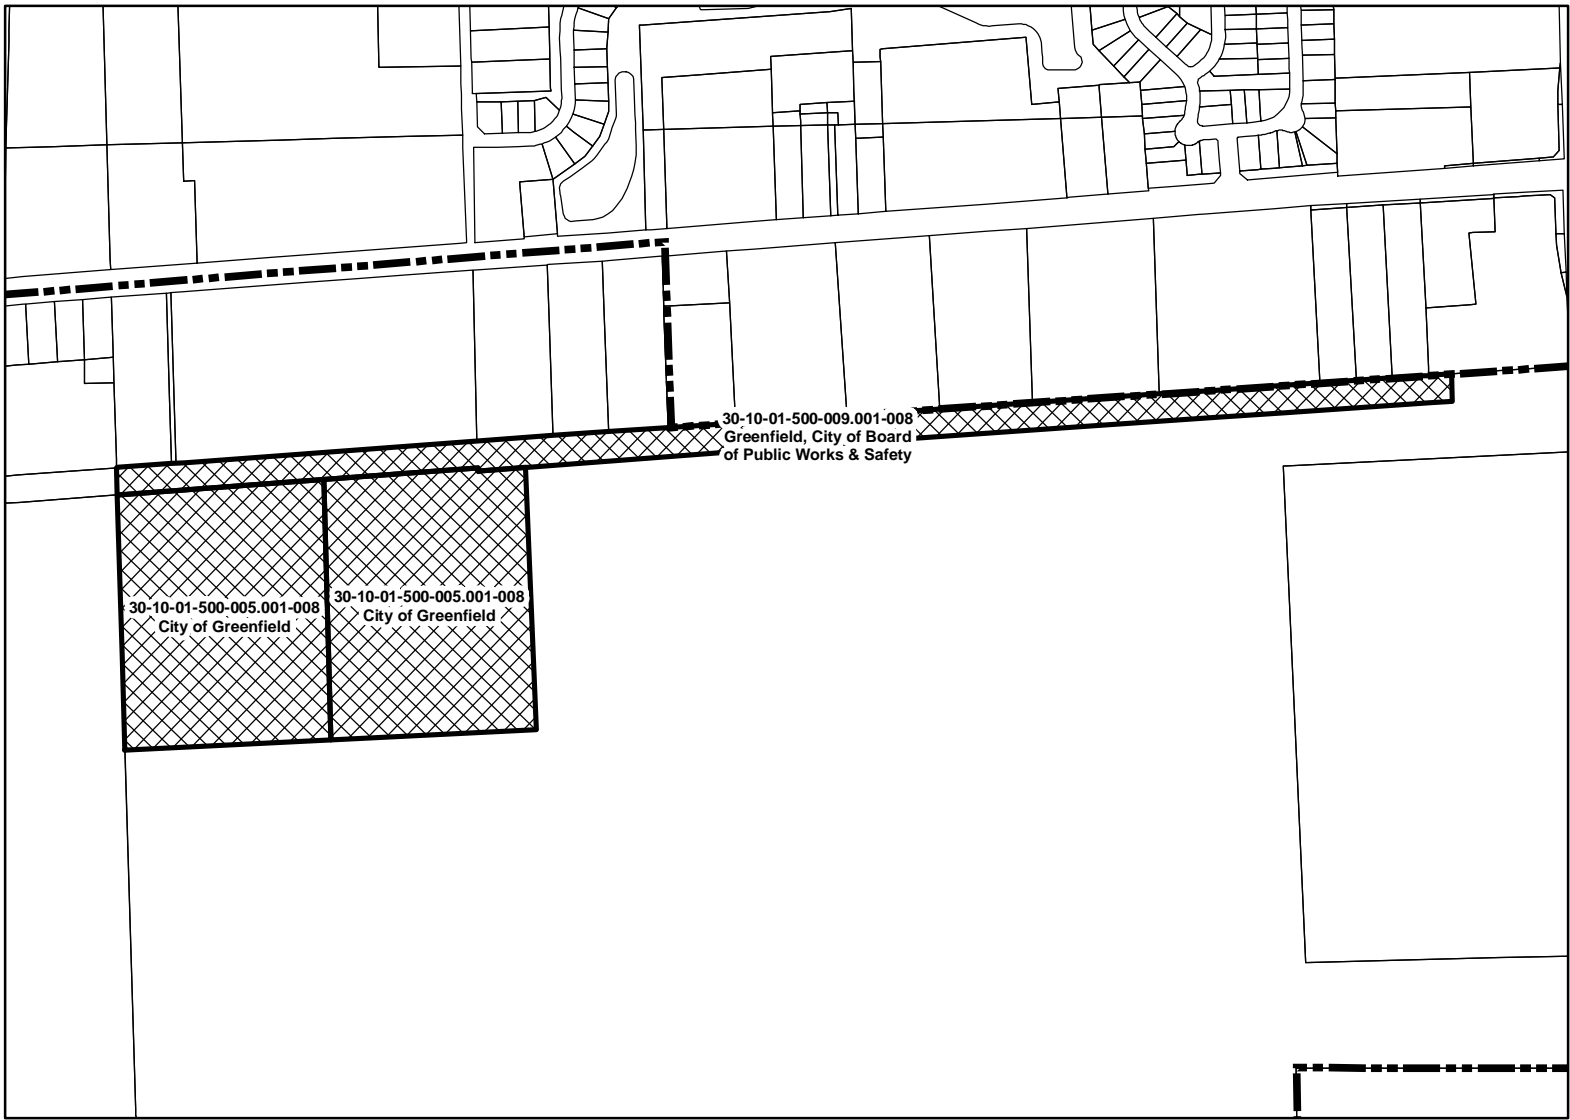 30-10-01-500-009.001-008
Greenfield, City of Board
of Public Works & Safety
30-10-01-500-005.001-008
City of Greenfield
30-10-01-500-005.001-008
City of Greenfield